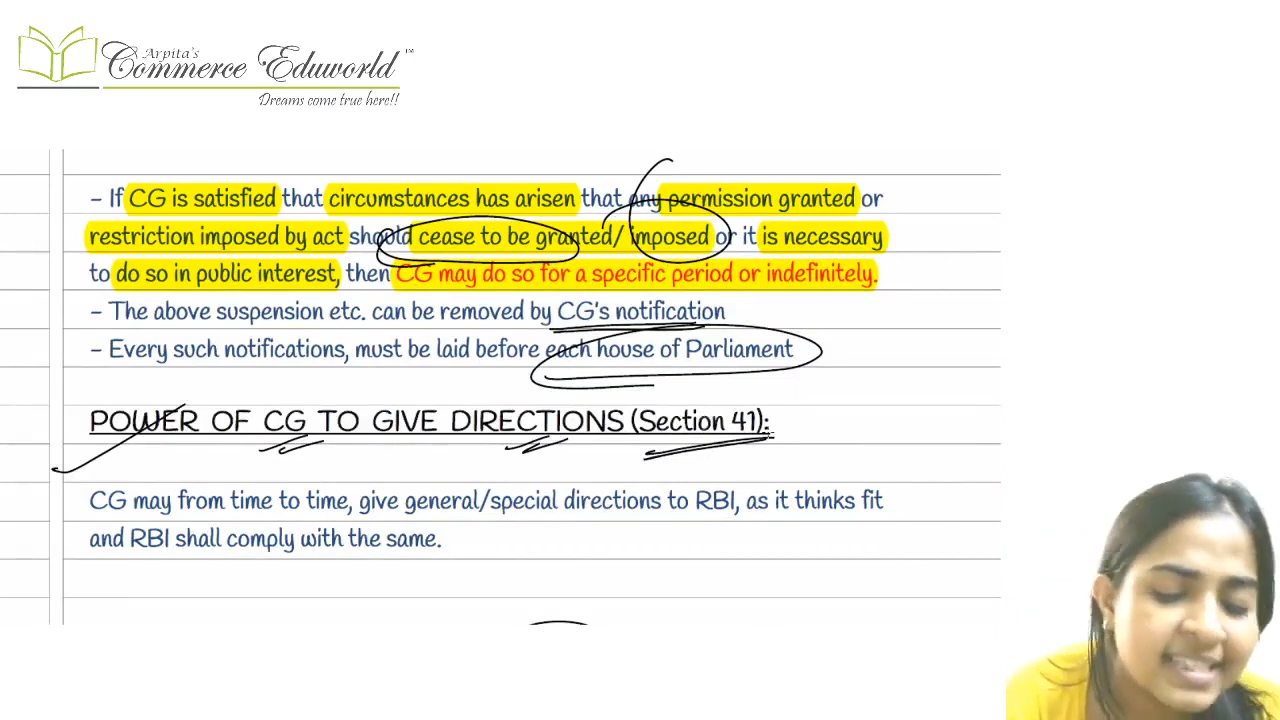 Arpita's
Commerce Eduworld™
Dreams come true here!!
– If CG is satisfied that circumstances has arisen that any permission granted or
restriction imposed by act should cease to be granted/ imposed or it is necessary
to do so in public interest, then CG may do so for a specific period or indefinitely.
– The above suspension etc. can be removed by CG's notification
– Every such notifications, must be laid before each house of Parliament
POWER OF CG TO GIVE DIRECTIONS (Section 41):
CG may from time to time, give general/special directions to RBI, as it thinks fit
and RBI shall comply with the same.